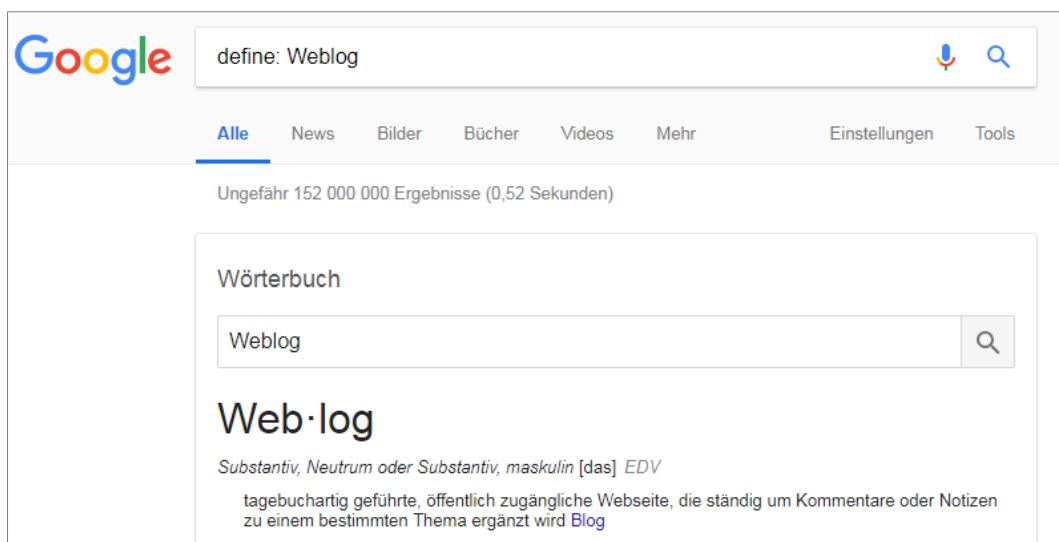 Google
define: Weblog
Alle News Bilder Bücher Videos Mehr Einstellungen Tools
Ungefähr 152 000 000 Ergebnisse (0,52 Sekunden)
Wörterbuch
Weblog
Web·log
Substantiv, Neutrum oder Substantiv, maskulin [das] EDV
tagebuchartig geführte, öffentlich zugängliche Webseite, die ständig um Kommentare oder Notizen
zu einem bestimmten Thema ergänzt wird Blog